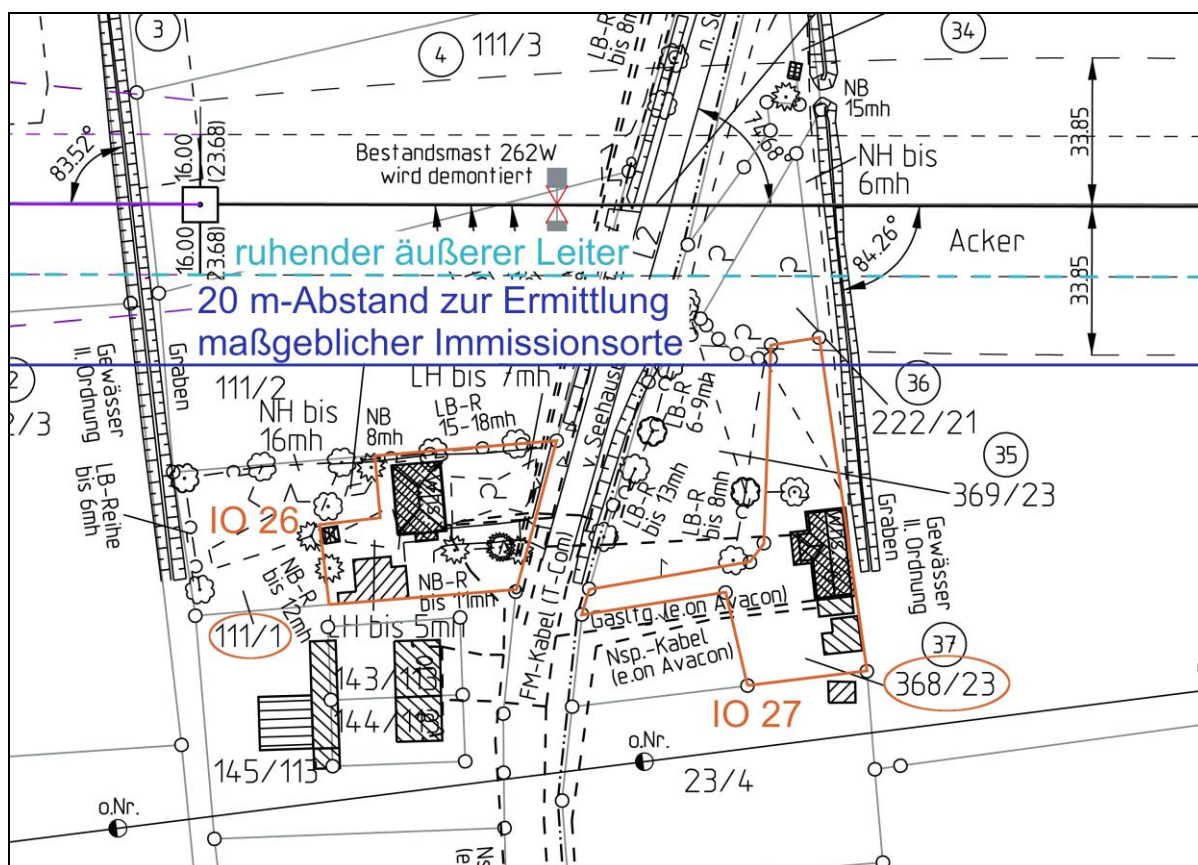 3
4
111/3
LB-R
bis 8m
34
83.52°
16.00
(23.68)
Bestandsmast 262W
wird demontiert
74.68°
NB
15mh
NH bis
6mh
33.85
16.00
(23.68)
ruhender äußerer Leiter
L 2
84.26°
Acker
33.85
20 m-Abstand zur Ermittlung
maßgeblicher Immissionsorte
Gewässer
II. Ordnung
Graben
111/2
LH bis 7mh
NH bis
16mh
NB
8mh
LB-R
15-18mh
v. Seehause
LB-R
6-9mh
36
222/21
2/3
LB-Reihe
bis 6mh
IO 26
LB-R
bis 13mh
LB-R
bis 8mh
35
369/23
Graben
Gewässer
II. Ordnung
NB-R
bis 12mh
NB-R
bis 11mh
FM-Kabel (T-Com)
Gasltg. (e.on Avacon)
111/1
LH bis 5mh
Nsp.-Kabel
(e.on Avacon)
37
368/23
143/113
IO 27
144/113
o.Nr.
145/113
23/4
o.Nr.